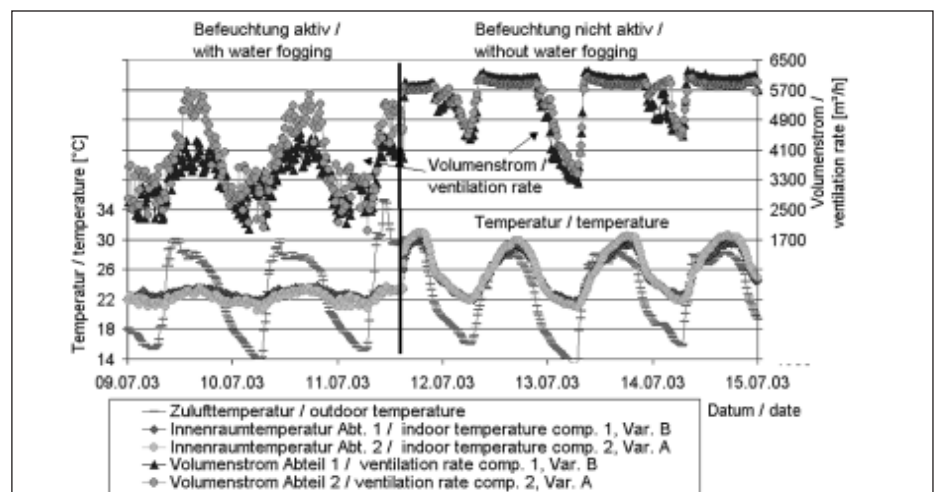 Befeuchtung aktiv /
with water fogging
Befeuchtung nicht aktiv /
without water fogging
Temperatur / temperature [°C]
34
30
26
22
18
14
6500
5700
4900
4100
3300
2500
1700
Volumenstrom /
ventilation rate [m³/h]
Volumenstrom /
ventilation rate
Temperatur / temperature
09.07.03 10.07.03 11.07.03 12.07.03 13.07.03 14.07.03 15.07.03
Datum / date
Zulufttemperatur / outdoor temperature
Innenraumtemperatur Abt. 1 / indoor temperature comp. 1, Var. B
Innenraumtemperatur Abt. 2 / indoor temperature comp. 2, Var. A
Volumenstrom Abteil 1 / ventilation rate comp. 1, Var. B
Volumenstrom Abteil 2 / ventilation rate comp. 2, Var. A